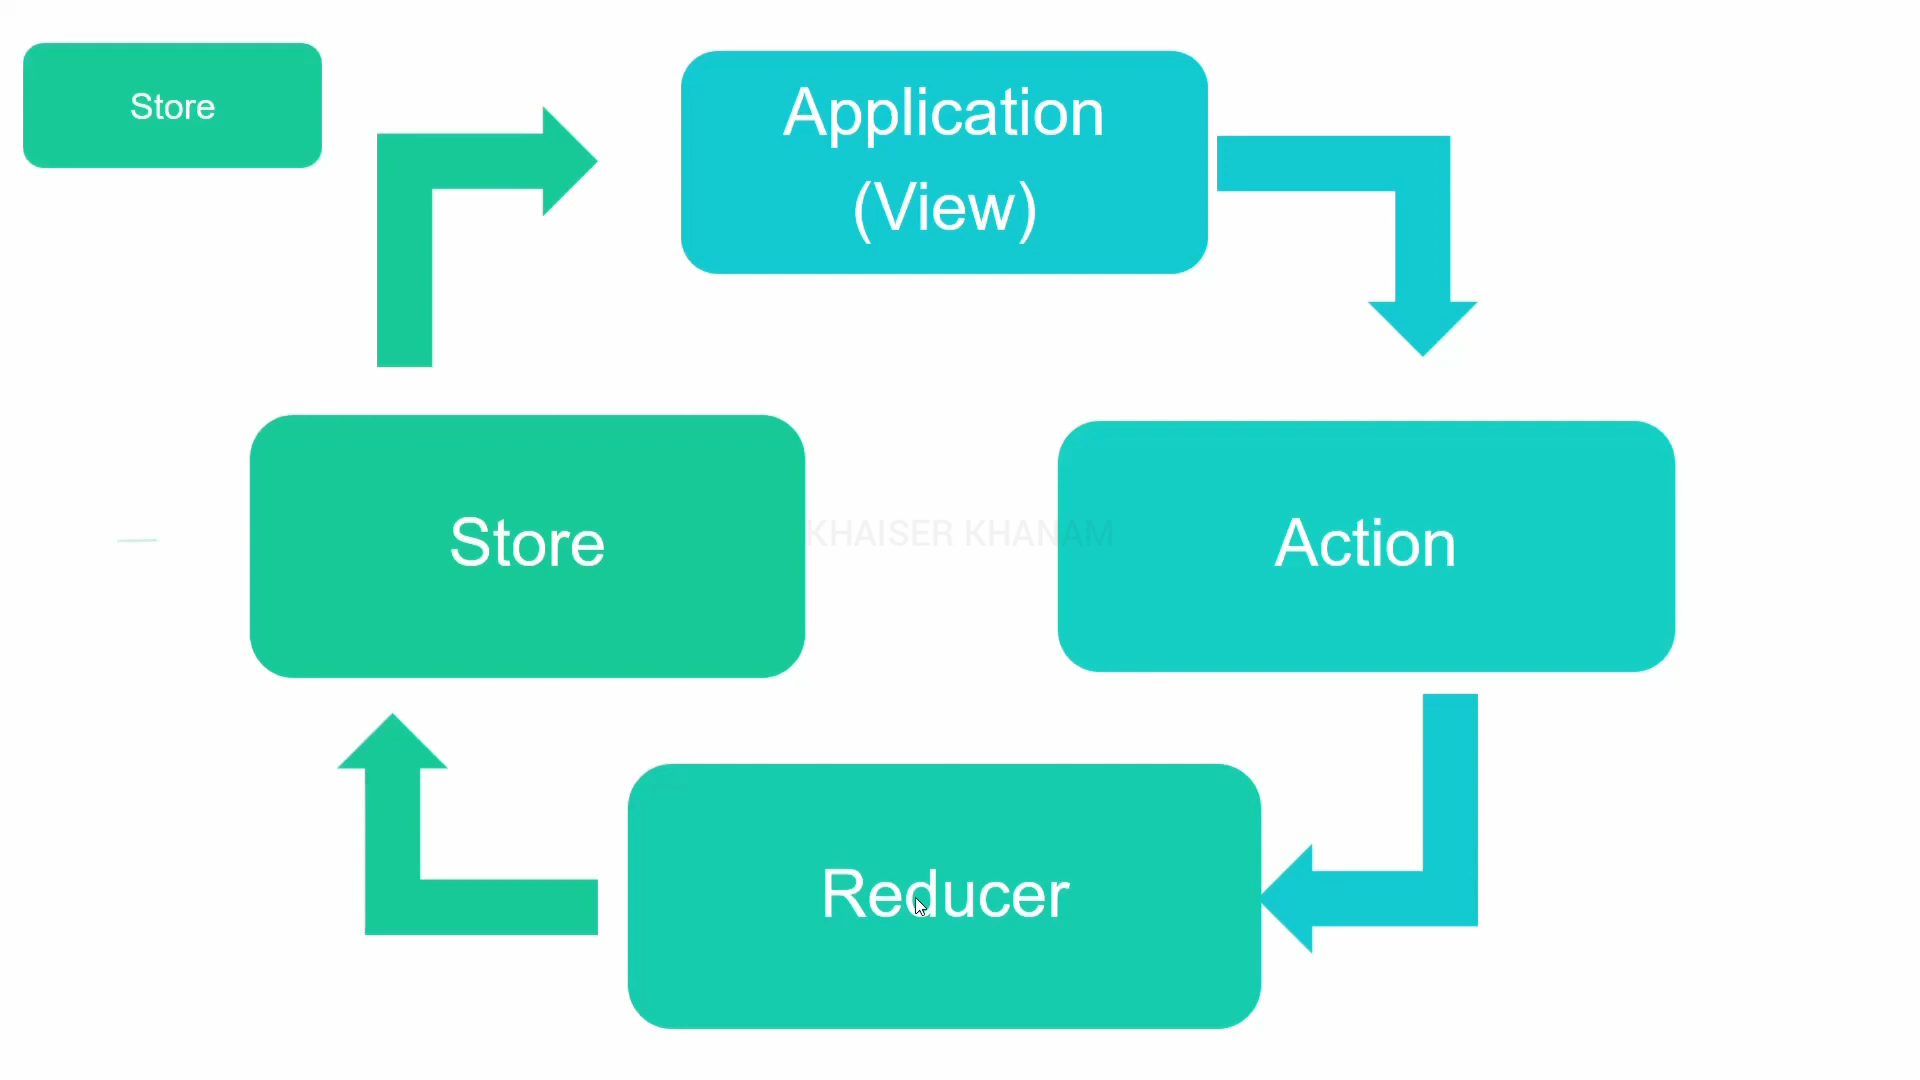 Store
Application
(View)
Store
KHAISER KHANAM
Action
Reducer